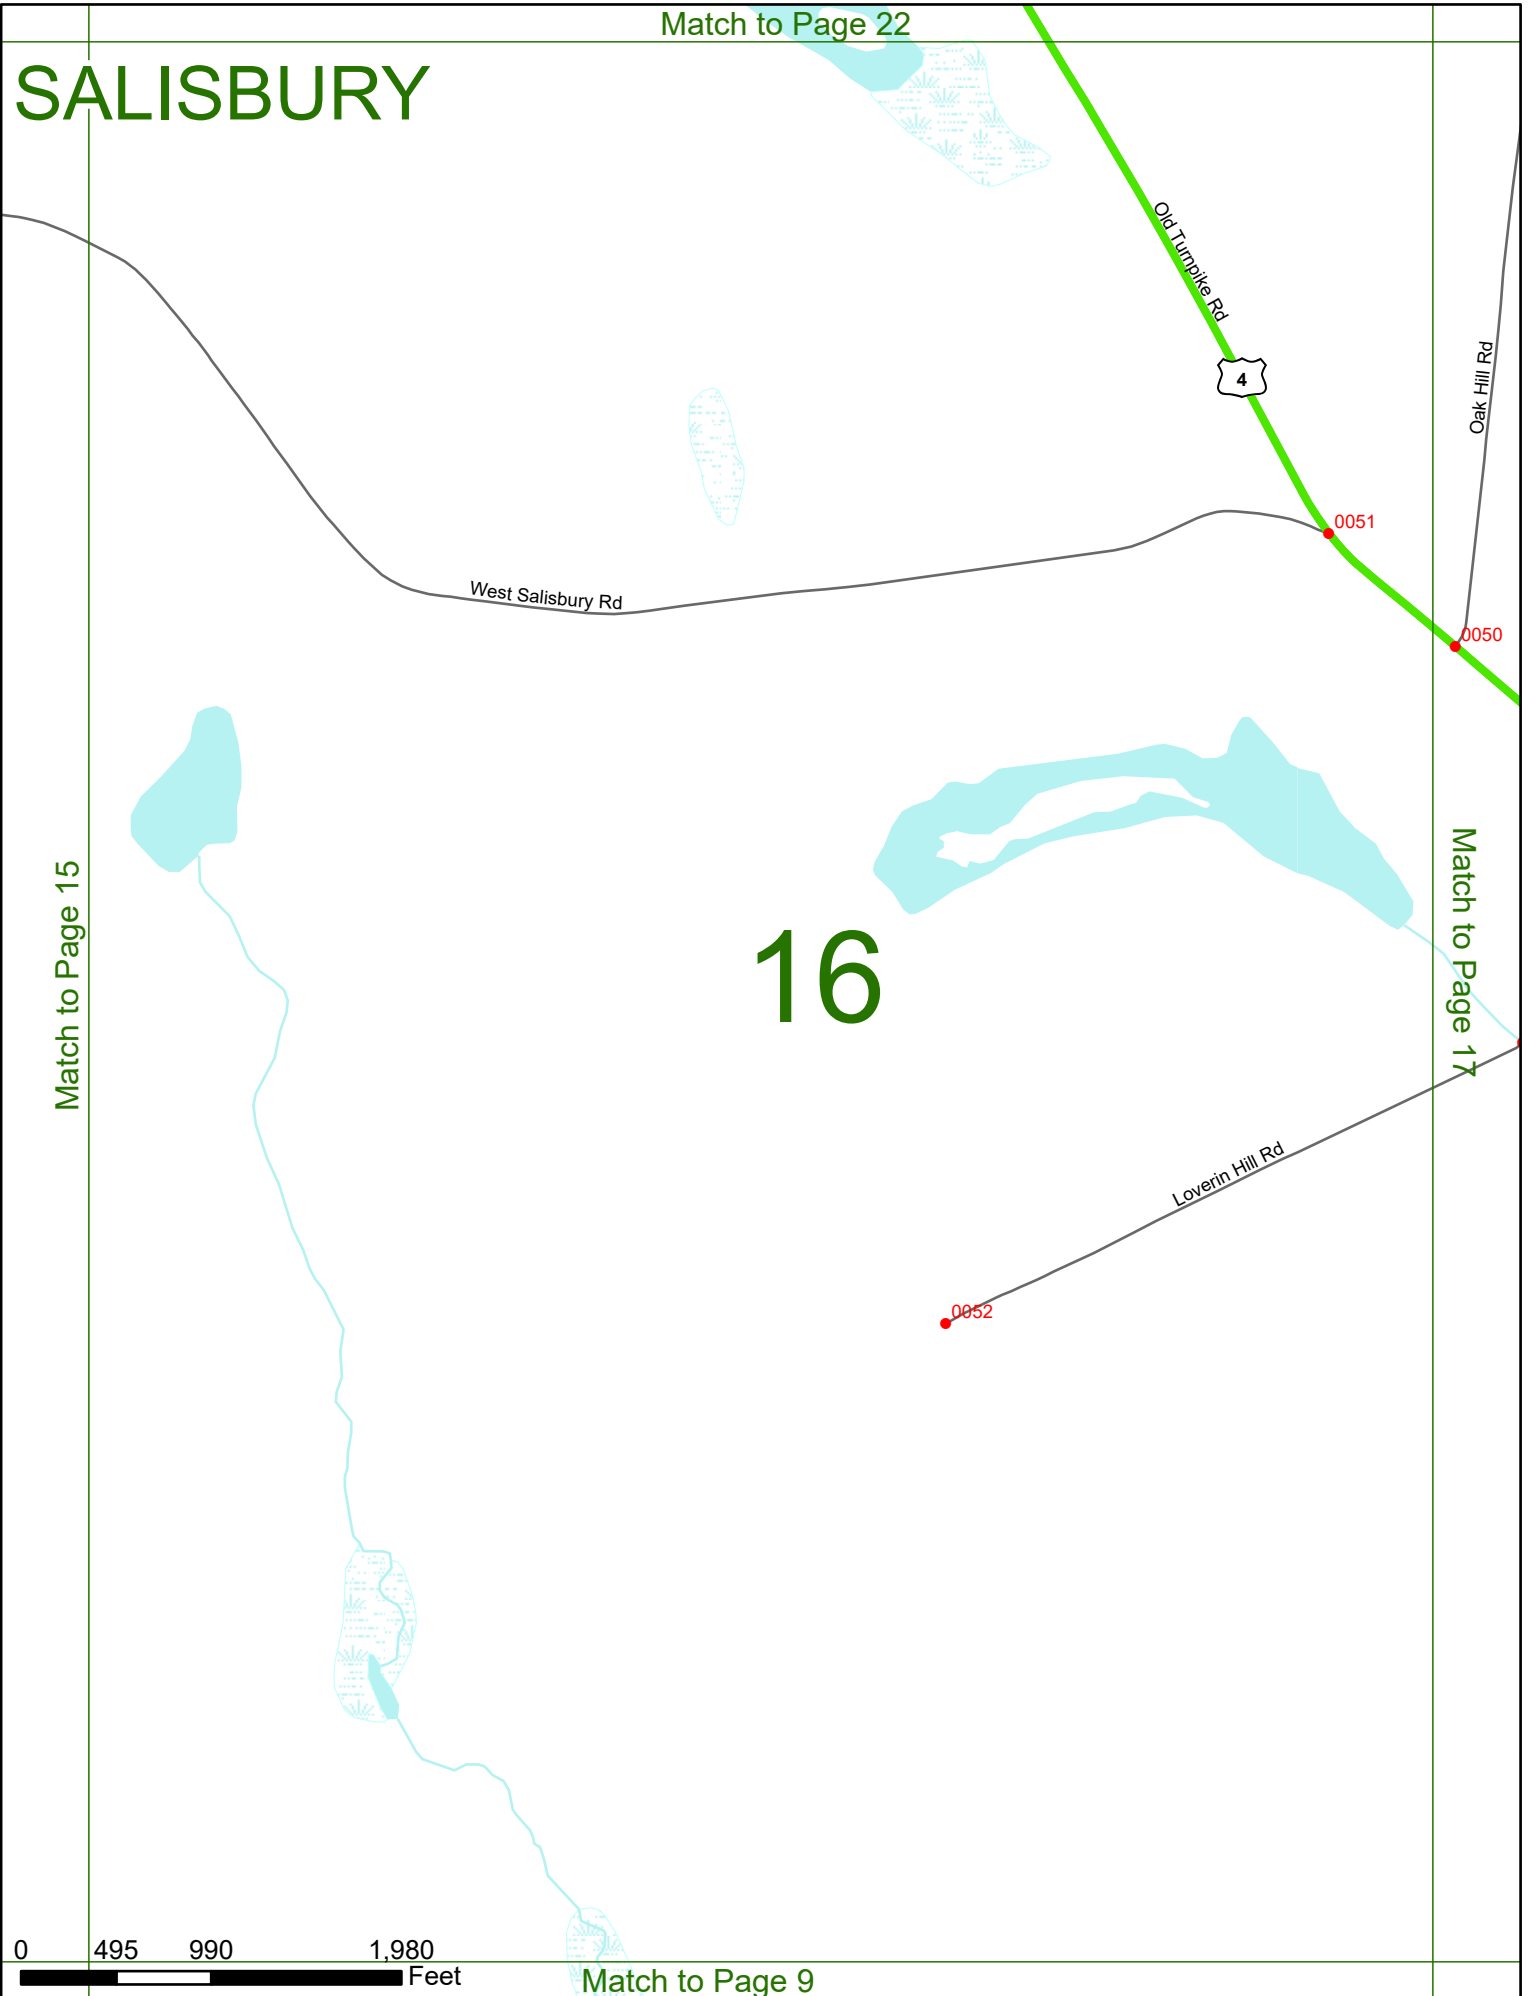 Match to Page 22
SALISBURY
Old Turnpike Rd
4
Oak Hill Rd
0051
West Salisbury Rd
0050
Match to Page 15
16
Match to Page 17
Loverin Hill Rd
0052
0 495 990 1,980
Feet
Match to Page 9